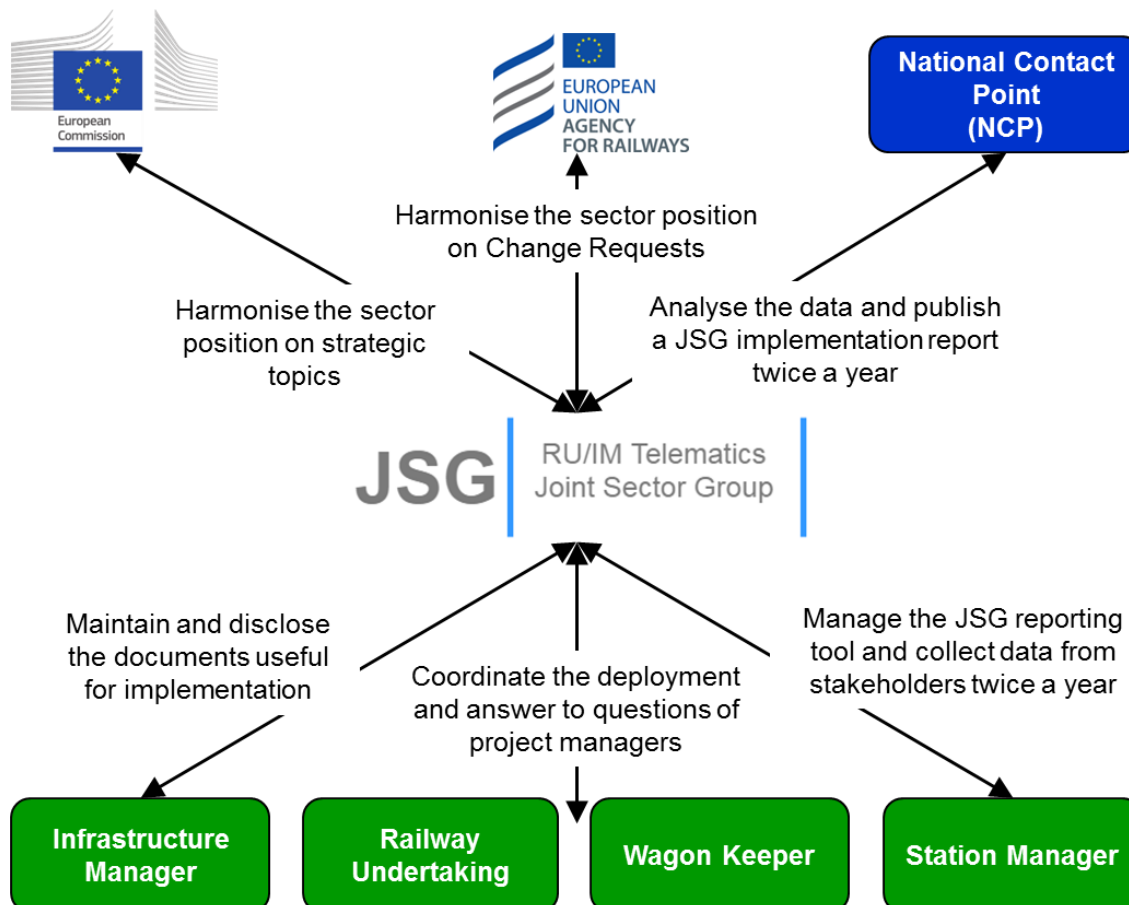 European
Commission
EUROPEAN
UNION
AGENCY
FOR RAILWAYS
National Contact
Point
(NCP)
Harmonise the sector position
on Change Requests
Harmonise the sector
position on strategic
topics
Analyse the data and publish
a JSG implementation report
twice a year
JSG
RU/IM Telematics
Joint Sector Group
Maintain and disclose
the documents useful
for implementation
Coordinate the deployment
and answer to questions of
project managers
Manage the JSG reporting
tool and collect data from
stakeholders twice a year
Infrastructure
Manager
Railway
Undertaking
Wagon Keeper
Station Manager